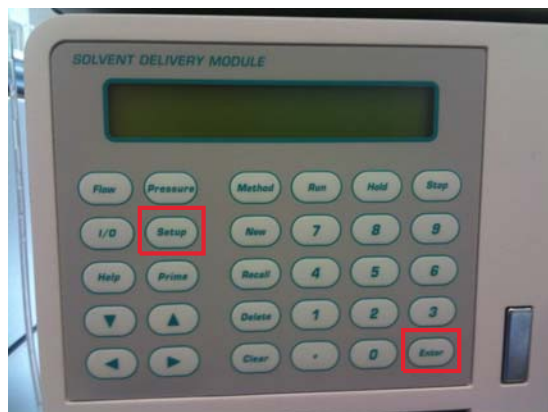 SOLVENT DELIVERY MODULE
Flow Pressure Method Run Hold Stop
I/O Setup New 7 8 9
Help Prime Recall 4 5 6
▼ ▲ Delete 1 2 3
◀ ▶ Clear . 0 Enter